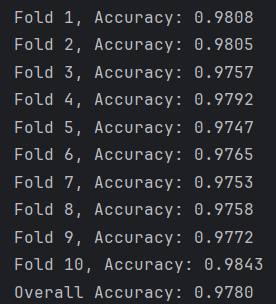 Fold 1, Accuracy: 0.9808
Fold 2, Accuracy: 0.9805
Fold 3, Accuracy: 0.9757
Fold 4, Accuracy: 0.9792
Fold 5, Accuracy: 0.9747
Fold 6, Accuracy: 0.9765
Fold 7, Accuracy: 0.9753
Fold 8, Accuracy: 0.9758
Fold 9, Accuracy: 0.9772
Fold 10, Accuracy: 0.9843
Overall Accuracy: 0.9780